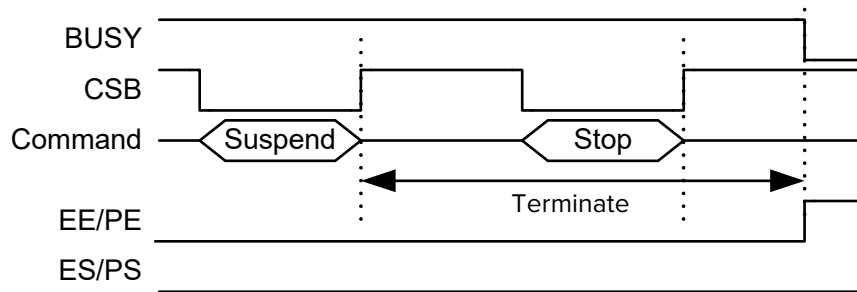 BUSY
CSB
Command
Suspend
Stop
Terminate
EE/PE
ES/PS